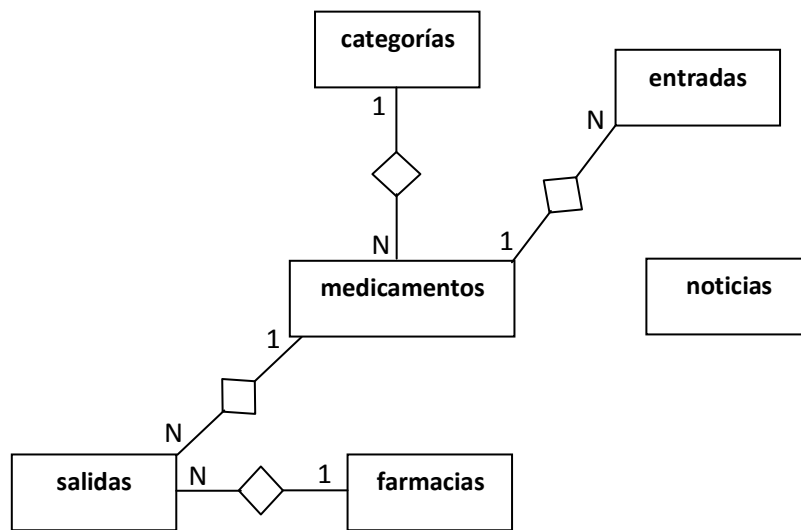 categorías
entradas
1
N
N
1
medicamentos
noticias
1
N
salidas
N
1
farmacias